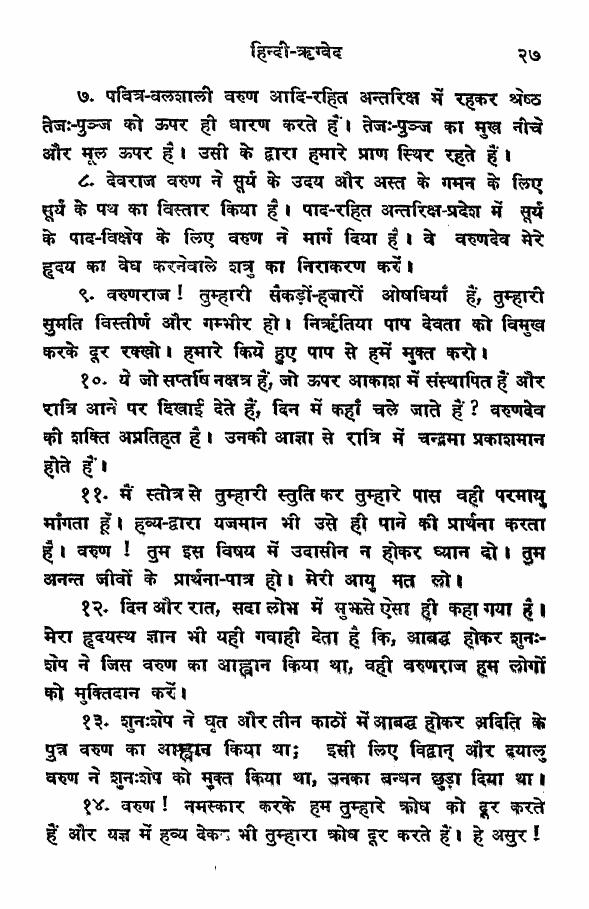 हिन्दी-ऋग्वेद २७
७. पवित्र-बलशाली वरुण आदि-रहित अन्तरिक्ष में रहकर श्रेष्ठ
तेजः-पुञ्ज को ऊपर ही धारण करते हैं। तेजः-पुञ्ज का मुख नीचे
और मूल ऊपर है। उसी के द्वारा हमारे प्राण स्थिर रहते हैं।
८. देवराज वरुण ने सूर्य के उदय और अस्त के गमन के लिए
सूर्य के पथ का विस्तार किया है। पाद-रहित अन्तरिक्ष-प्रदेश में सूर्य
के पाद-विक्षेप के लिए वरुण ने मार्ग दिया है। वे वरुणदेव मेरे
हृदय का वेध करनेवाले शत्रु का निराकरण करें।
९. वरुणराज! तुम्हारी सैकड़ों-हजारों ओषधियाँ हैं, तुम्हारी
सुमति विस्तीर्ण और गम्भीर हो। निर्ऋतिया पाप देवता को विमुख
करके दूर रक्खो। हमारे किये हुए पाप से हमें मुक्त करो।
१०. ये जो सप्तर्षि नक्षत्र हैं, जो ऊपर आकाश में संस्थापित हैं और
रात्रि आने पर दिखाई देते हैं, दिन में कहाँ चले जाते हैं? वरुणदेव
की शक्ति अप्रतिहत है। उनकी आज्ञा से रात्रि में चन्द्रमा प्रकाशमान
होते हैं।
११. मैं स्तोत्र से तुम्हारी स्तुति कर तुम्हारे पास वही परमायु
माँगता हूँ। हव्य-द्वारा यजमान भी उसे ही पाने की प्रार्थना करता
है। वरुण! तुम इस विषय में उदासीन न होकर ध्यान दो। तुम
अनन्त जीवों के प्रार्थना-पात्र हो। मेरी आयु मत लो।
१२. दिन और रात, सदा लोभ में मुझसे ऐसा ही कहा गया है।
मेरा हृदयस्थ ज्ञान भी यही गवाही देता है कि, आबद्ध होकर शुनः-
शेप ने जिस वरुण का आह्वान किया था, वही वरुणराज हम लोगों
को मुक्तिदान करें।
१३. शुनःशेप ने घृत और तीन काठों में आबद्ध होकर अदिति के
पुत्र वरुण का आह्वान किया था; इसी लिए विद्वान् और दयालु
वरुण ने शुनःशेप को मुक्त किया था, उनका बन्धन छुड़ा दिया था।
१४. वरुण! नमस्कार करके हम तुम्हारे क्रोध को दूर करते
हैं और यज्ञ में हव्य देकर भी तुम्हारा क्रोध दूर करते हैं। हे असुर!